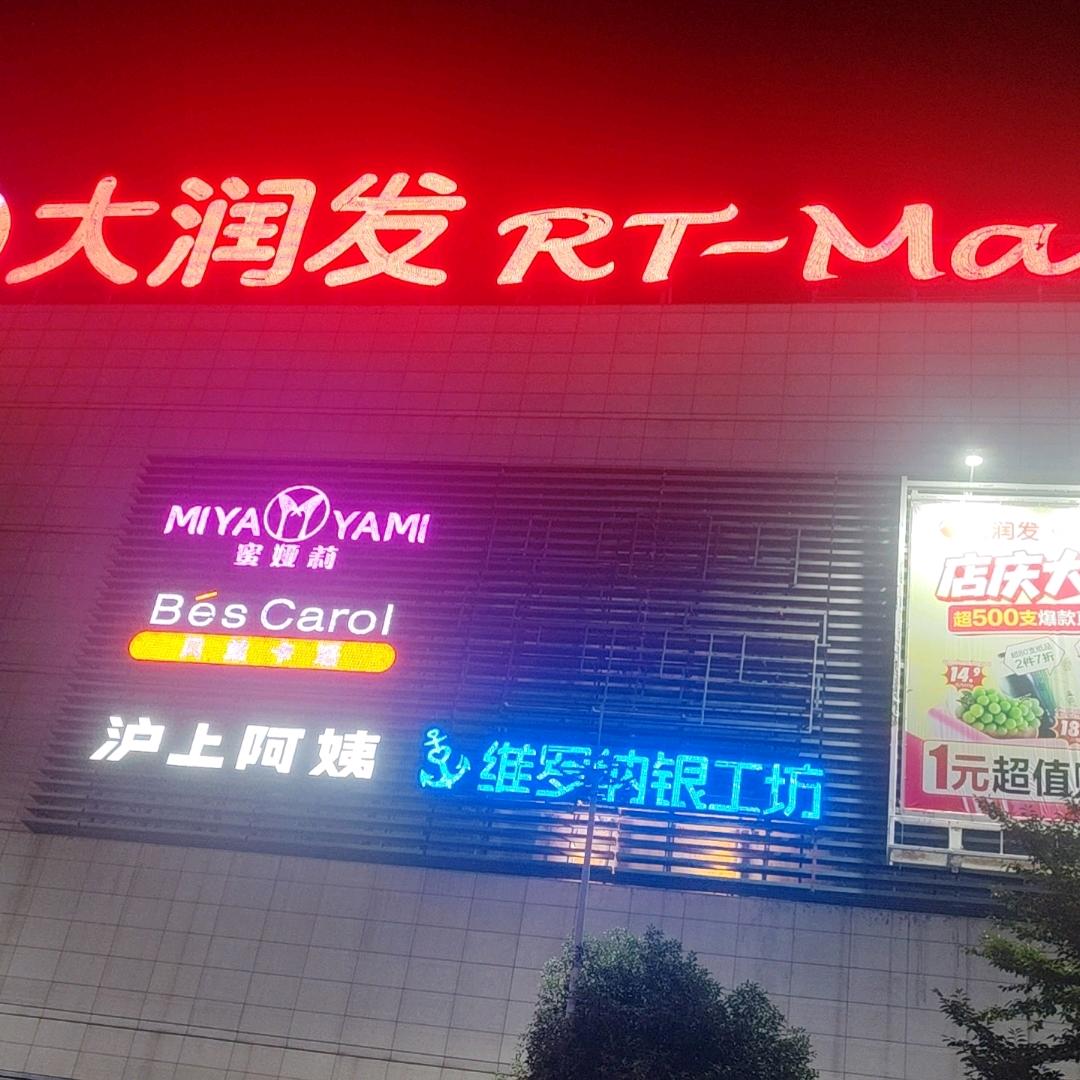 大润发 RT-Ma
MIYA YAMI
蜜娅莉
Bés Carol
沪上阿姨
维罗纳银工坊
润发
店庆大
超500支爆款
2件7折
14.9
1元超值